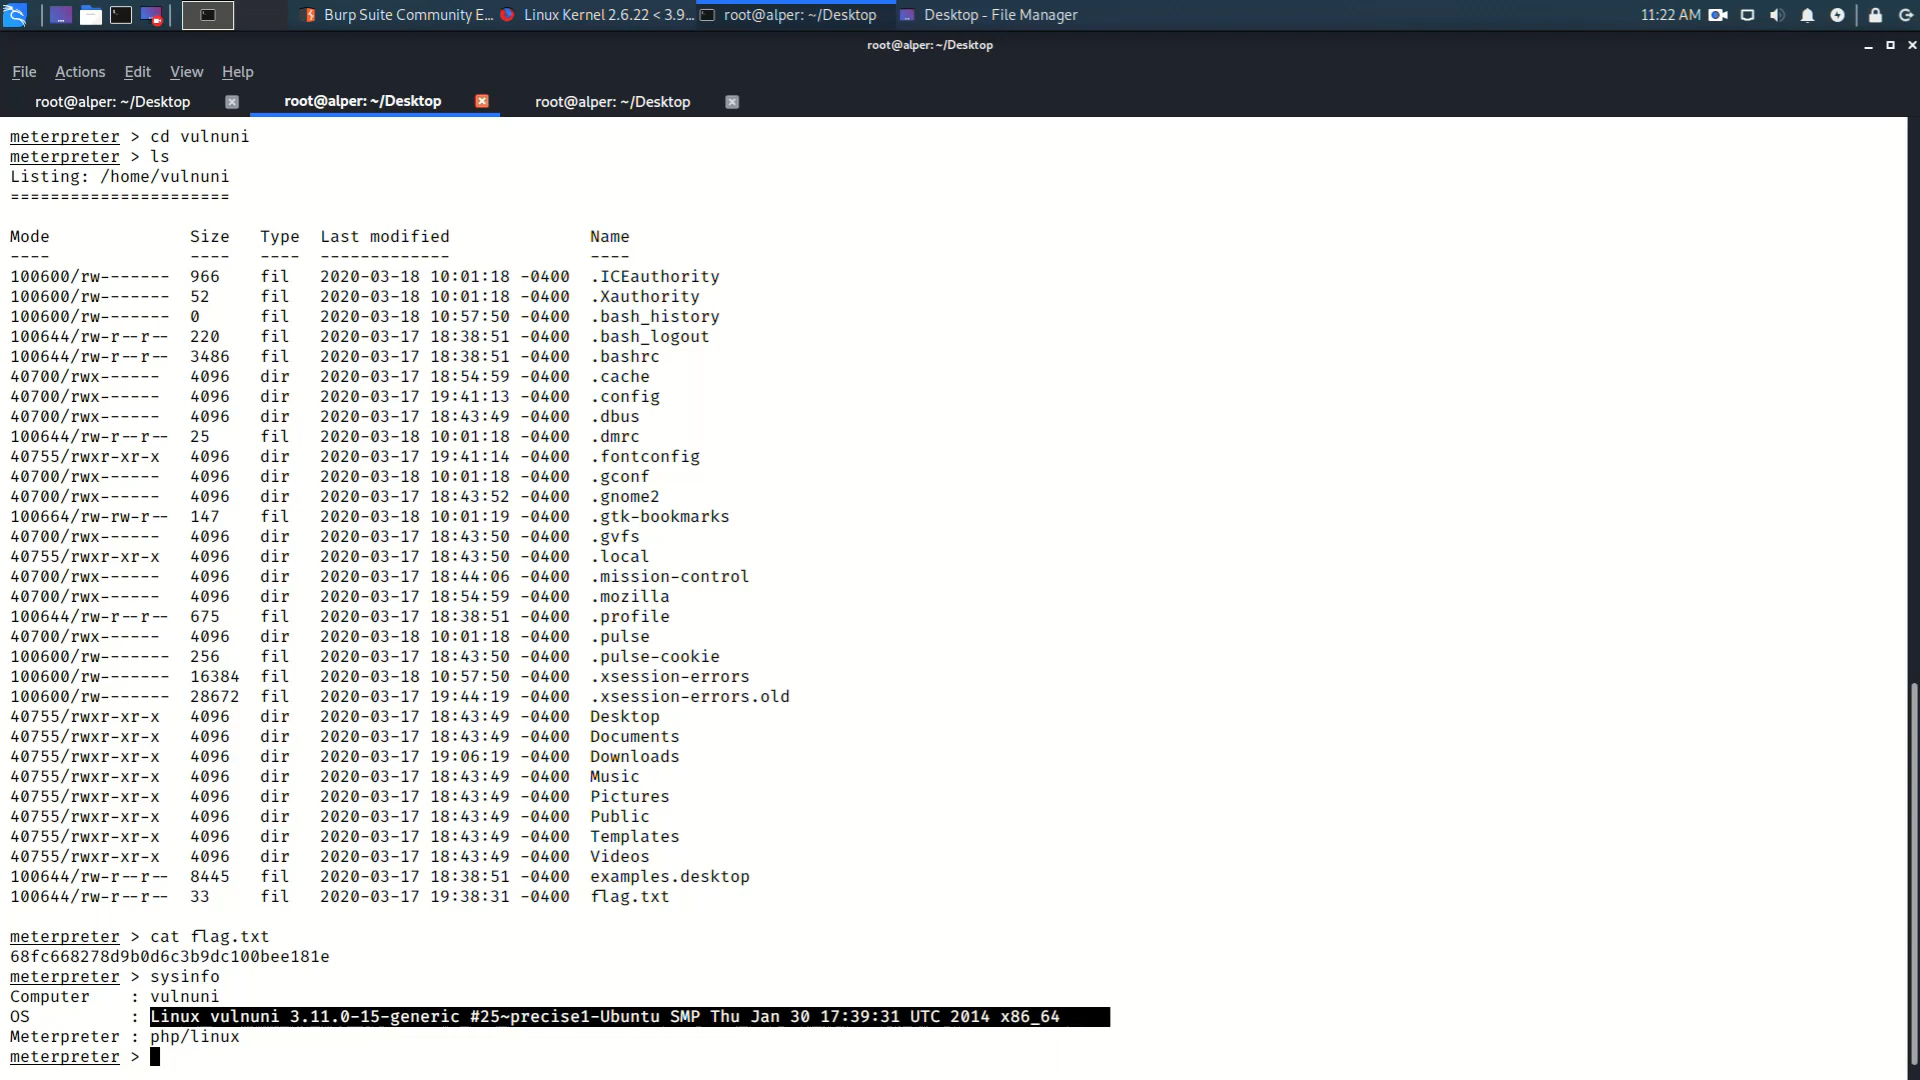 Burp Suite Community E... Linux Kernel 2.6.22 < 3.9... root@alper: ~/Desktop Desktop - File Manager 11:22 AM
root@alper: ~/Desktop
File Actions Edit View Help
root@alper: ~/Desktop root@alper: ~/Desktop root@alper: ~/Desktop
meterpreter > cd vulnuni
meterpreter > ls
Listing: /home/vulnuni
======================
Mode Size Type Last modified Name
---- ---- ---- ------------- ----
100600/rw------- 966 fil 2020-03-18 10:01:18 -0400 .ICEauthority
100600/rw------- 52 fil 2020-03-18 10:01:18 -0400 .Xauthority
100600/rw------- 0 fil 2020-03-18 10:57:50 -0400 .bash_history
100644/rw-r--r-- 220 fil 2020-03-17 18:38:51 -0400 .bash_logout
100644/rw-r--r-- 3486 fil 2020-03-17 18:38:51 -0400 .bashrc
40700/rwx------ 4096 dir 2020-03-17 18:54:59 -0400 .cache
40700/rwx------ 4096 dir 2020-03-17 19:41:13 -0400 .config
40700/rwx------ 4096 dir 2020-03-17 18:43:49 -0400 .dbus
100644/rw-r--r-- 25 fil 2020-03-18 10:01:18 -0400 .dmrc
40755/rwxr-xr-x 4096 dir 2020-03-17 19:41:14 -0400 .fontconfig
40700/rwx------ 4096 dir 2020-03-18 10:01:18 -0400 .gconf
40700/rwx------ 4096 dir 2020-03-17 18:43:52 -0400 .gnome2
100664/rw-rw-r-- 147 fil 2020-03-18 10:01:19 -0400 .gtk-bookmarks
40700/rwx------ 4096 dir 2020-03-17 18:43:50 -0400 .gvfs
40755/rwxr-xr-x 4096 dir 2020-03-17 18:43:50 -0400 .local
40700/rwx------ 4096 dir 2020-03-17 18:44:06 -0400 .mission-control
40700/rwx------ 4096 dir 2020-03-17 18:54:59 -0400 .mozilla
100644/rw-r--r-- 675 fil 2020-03-17 18:38:51 -0400 .profile
40700/rwx------ 4096 dir 2020-03-18 10:01:18 -0400 .pulse
100600/rw------- 256 fil 2020-03-17 18:43:50 -0400 .pulse-cookie
100600/rw------- 16384 fil 2020-03-18 10:57:50 -0400 .xsession-errors
100600/rw------- 28672 fil 2020-03-17 19:44:19 -0400 .xsession-errors.old
40755/rwxr-xr-x 4096 dir 2020-03-17 18:43:49 -0400 Desktop
40755/rwxr-xr-x 4096 dir 2020-03-17 18:43:49 -0400 Documents
40755/rwxr-xr-x 4096 dir 2020-03-17 19:06:19 -0400 Downloads
40755/rwxr-xr-x 4096 dir 2020-03-17 18:43:49 -0400 Music
40755/rwxr-xr-x 4096 dir 2020-03-17 18:43:49 -0400 Pictures
40755/rwxr-xr-x 4096 dir 2020-03-17 18:43:49 -0400 Public
40755/rwxr-xr-x 4096 dir 2020-03-17 18:43:49 -0400 Templates
40755/rwxr-xr-x 4096 dir 2020-03-17 18:43:49 -0400 Videos
100644/rw-r--r-- 8445 fil 2020-03-17 18:38:51 -0400 examples.desktop
100644/rw-r--r-- 33 fil 2020-03-17 19:38:31 -0400 flag.txt
meterpreter > cat flag.txt
68fc668278d9b0d6c3b9dc100bee181e
meterpreter > sysinfo
Computer : vulnuni
OS : Linux vulnuni 3.11.0-15-generic #25~precise1-Ubuntu SMP Thu Jan 30 17:39:31 UTC 2014 x86_64
Meterpreter : php/linux
meterpreter >